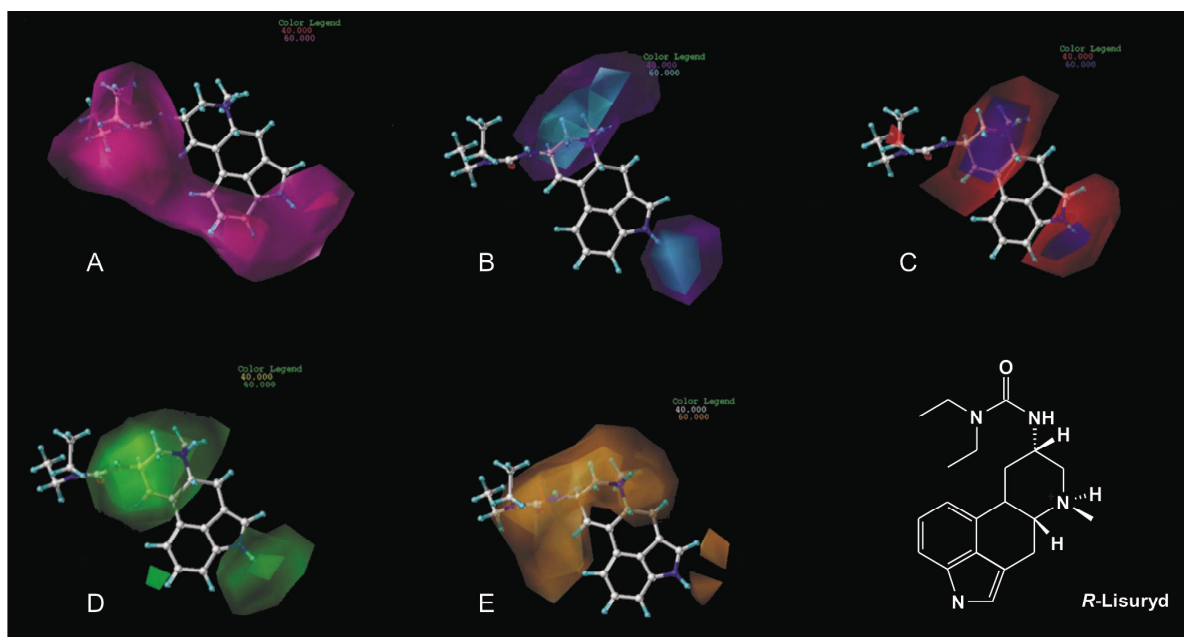 Color Legend
40.000
60.000
A
Color Legend
40.000
60.000
B
Color Legend
40.000
60.000
C
Color Legend
40.000
60.000
D
Color Legend
40.000
60.000
E
O
N
NH
H
N
+
H
H
N
R-Lisuryd